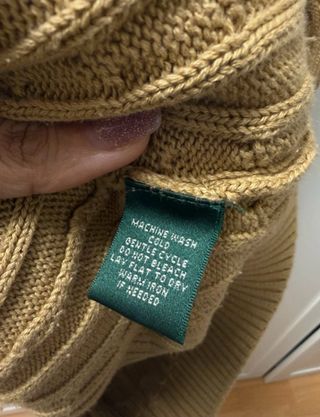 MACHINE WASH
COLD
GENTLE CYCLE
DO NOT BLEACH
LAY FLAT TO DRY
WARM IRON
IF NEEDED